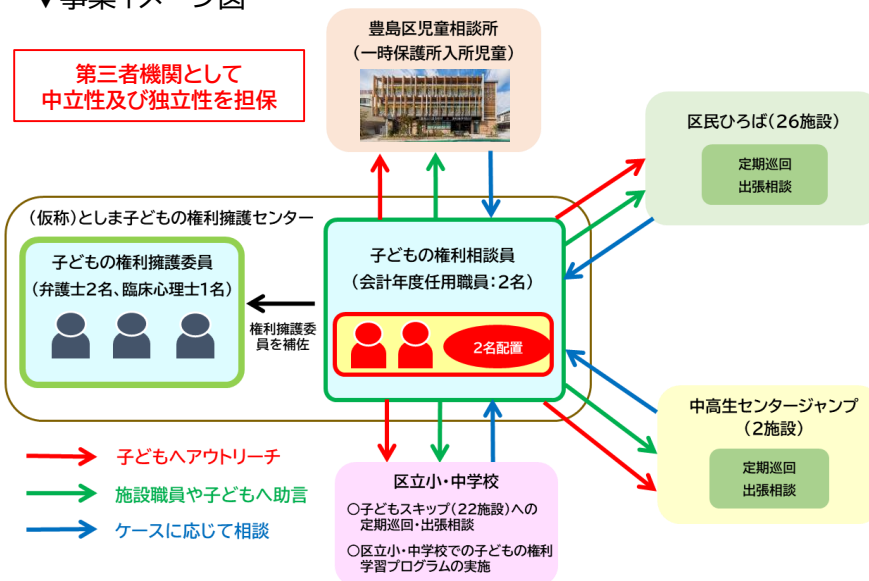 ▼事業イメージ図
第三者機関として
中立性及び独立性を担保
豊島区児童相談所
（一時保護所入所児童）
区民ひろば（26施設）
定期巡回
出張相談
（仮称）としま子どもの権利擁護センター
子どもの権利擁護委員
（弁護士2名、臨床心理士1名）
権利擁護委
員を補佐
子どもの権利相談員
（会計年度任用職員：2名）
2名配置
中高生センタージャンプ
（2施設）
定期巡回
出張相談
子どもへアウトリーチ
施設職員や子どもへ助言
ケースに応じて相談
区立小・中学校
○子どもスキップ（22施設）への
定期巡回・出張相談
○区立小・中学校での子どもの権利
学習プログラムの実施